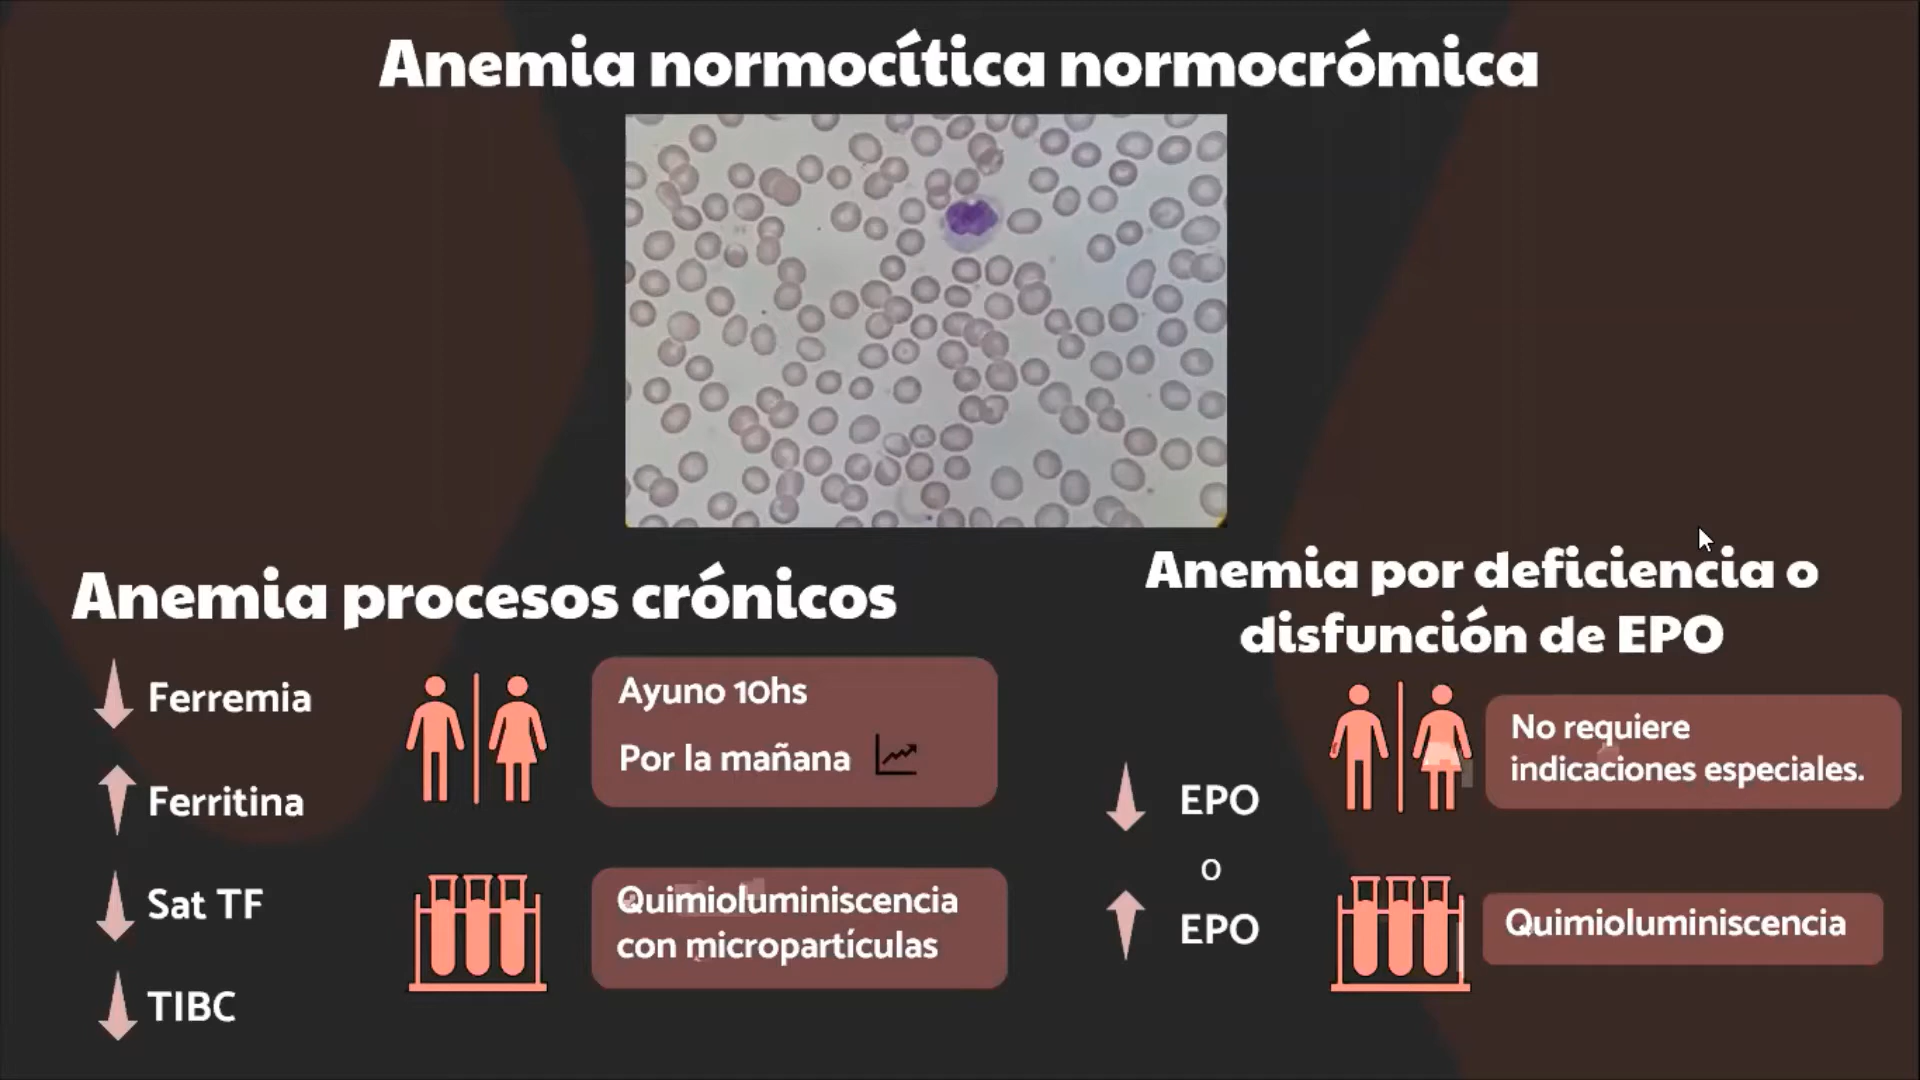 Anemia normocítica normocrómica
Anemia procesos crónicos
Ferremia
Ferritina
Sat TF
TIBC
Ayuno 10hs
Por la mañana
Quimioluminiscencia
con micropartículas
Anemia por deficiencia o
disfunción de EPO
EPO
o
EPO
No requiere
indicaciones especiales.
Quimioluminiscencia